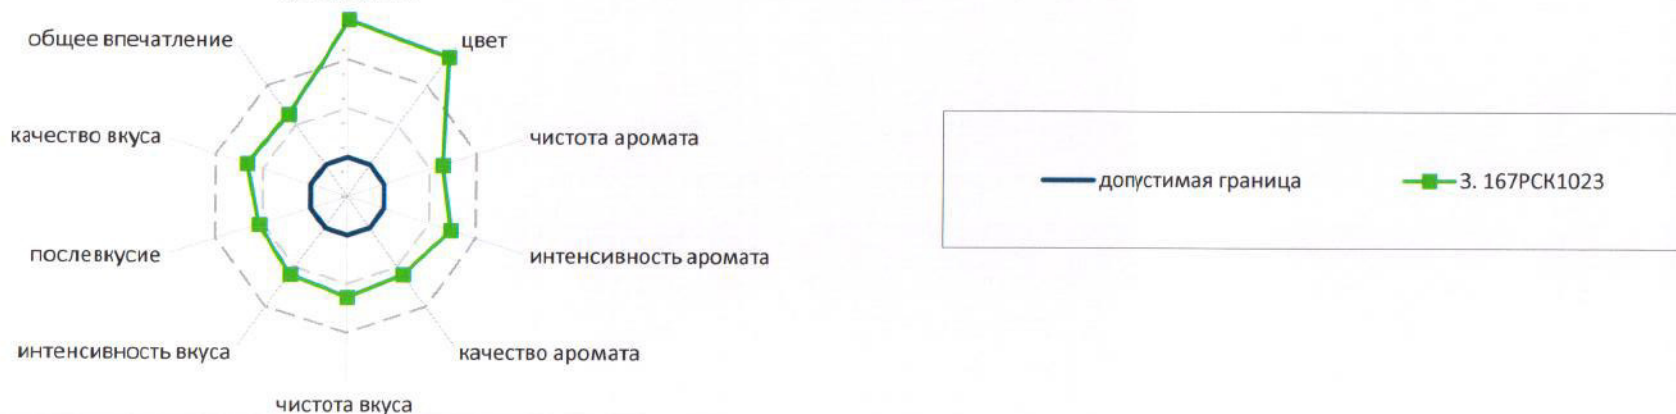 общее впечатление
цвет
качество вкуса
чистота аромата
послевкусие
интенсивность аромата
интенсивность вкуса
качество аромата
чистота вкуса
допустимая граница
3. 167РСК1023